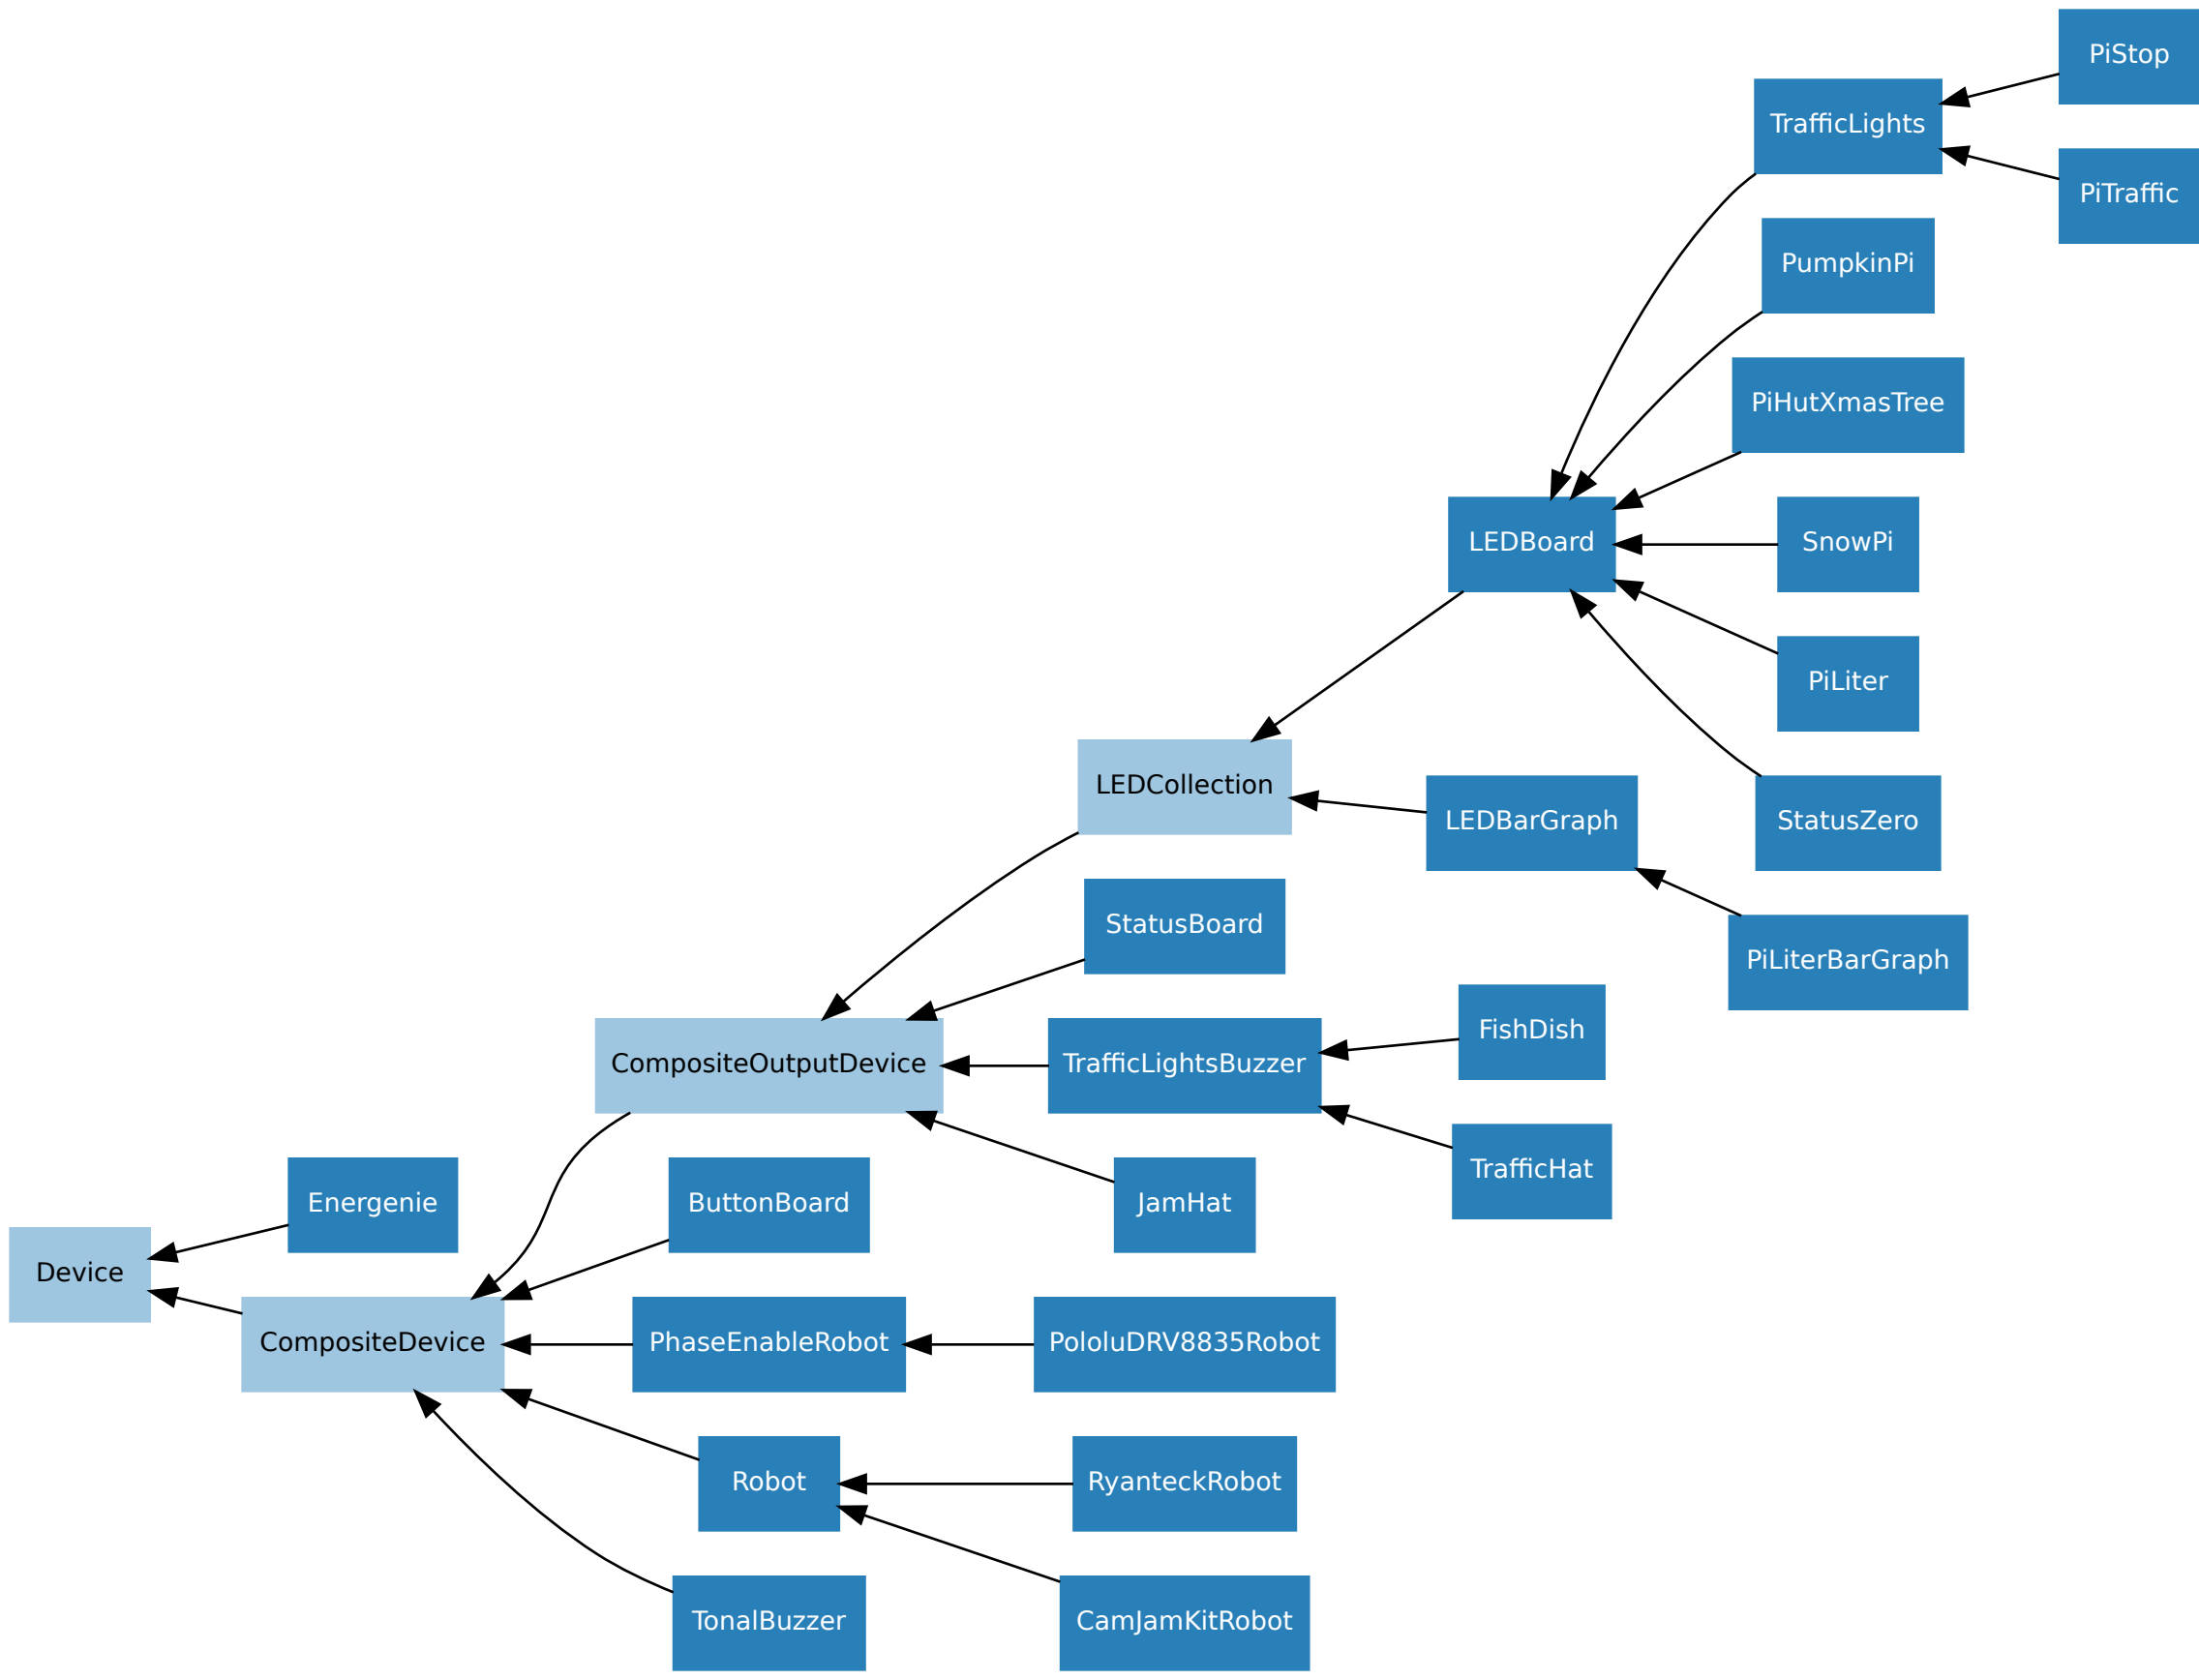 PiStop
TrafficLights
PiTraffic
PumpkinPi
PiHutXmasTree
LEDBoard
SnowPi
PiLiter
LEDCollection
LEDBarGraph
StatusZero
StatusBoard
PiLiterBarGraph
FishDish
CompositeOutputDevice
TrafficLightsBuzzer
TrafficHat
Energenie
ButtonBoard
JamHat
Device
CompositeDevice
PhaseEnableRobot
PololuDRV8835Robot
Robot
RyanteckRobot
TonalBuzzer
CamJamKitRobot